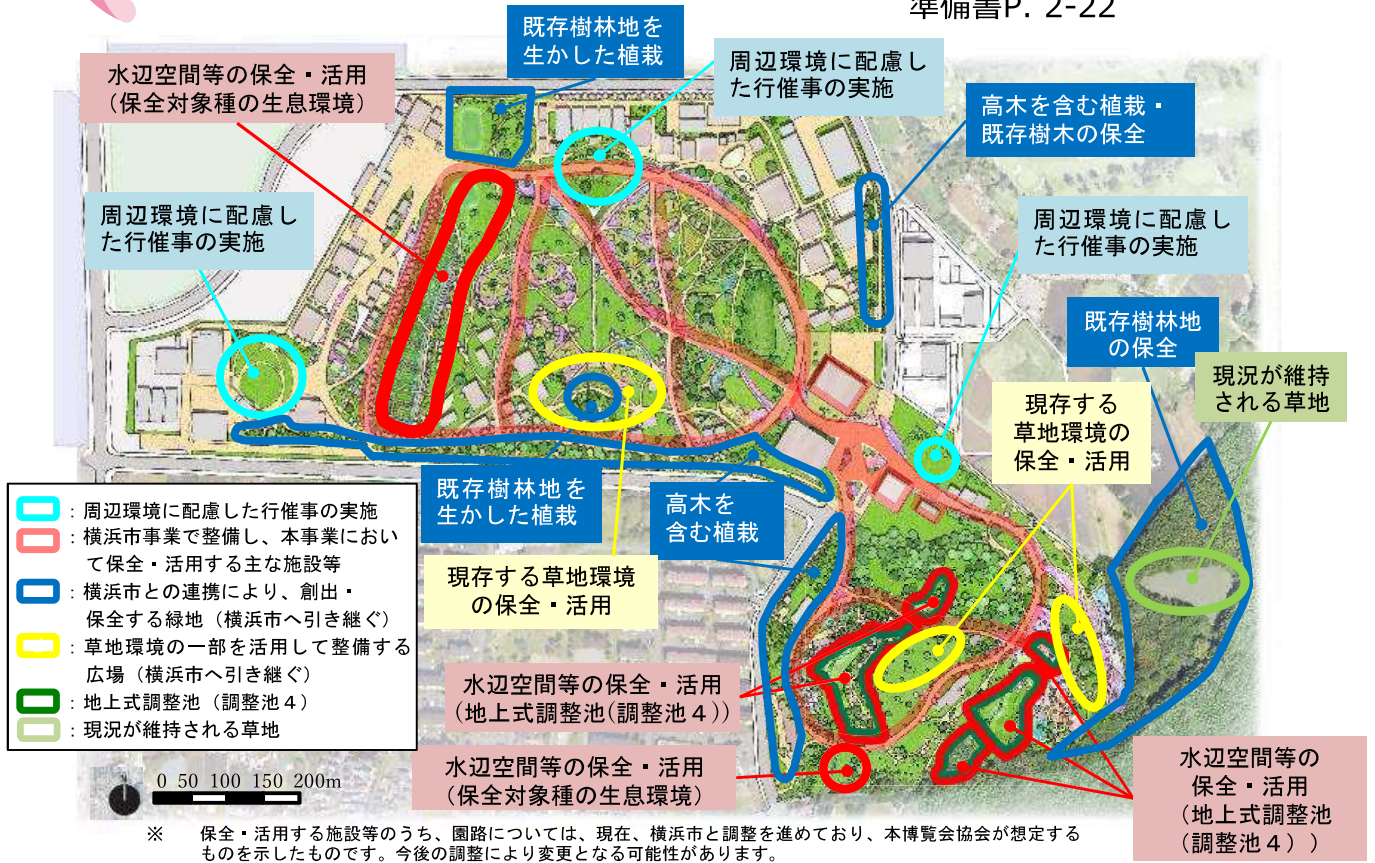 準備書P. 2-22
既存樹林地を
生かした植栽
水辺空間等の保全・活用
(保全対象種の生息環境)
周辺環境に配慮し
た行催事の実施
高木を含む植栽・
既存樹木の保全
周辺環境に配慮し
た行催事の実施
周辺環境に配慮し
た行催事の実施
既存樹林地
の保全
現況が維持
される草地
現存する
草地環境の
保全・活用
既存樹林地を
生かした植栽
高木を
含む植栽
現存する草地環境
の保全・活用
:周辺環境に配慮した行催事の実施
:横浜市事業で整備し、本事業におい
て保全・活用する主な施設等
:横浜市との連携により、創出・
保全する緑地(横浜市へ引き継ぐ)
:草地環境の一部を活用して整備する
広場(横浜市へ引き継ぐ)
:地上式調整池(調整池4)
:現況が維持される草地
水辺空間等の保全・活用
(地上式調整池(調整池4))
水辺空間等の保全・活用
(保全対象種の生息環境)
水辺空間等の
保全・活用
(地上式調整池
(調整池4))
0 50 100 150 200m
※ 保全・活用する施設等のうち、園路については、現在、横浜市と調整を進めており、本博覧会協会が想定する
ものを示したものです。今後の調整により変更となる可能性があります。